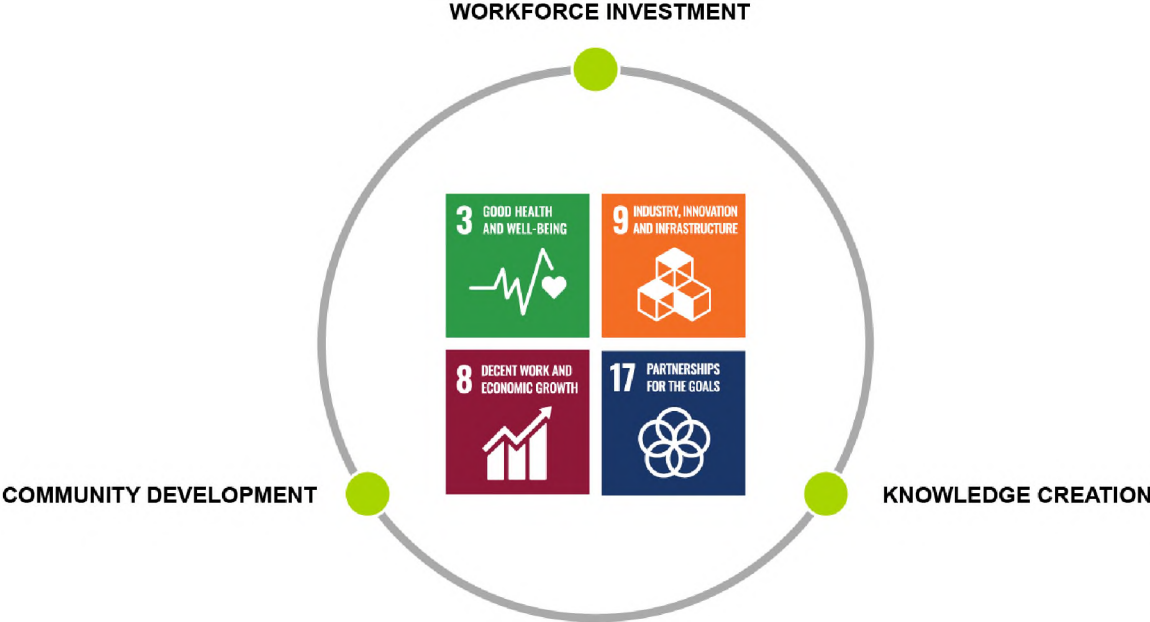 WORKFORCE INVESTMENT
3 GOOD HEALTH
AND WELL-BEING
9 INDUSTRY, INNOVATION
AND INFRASTRUCTURE
8 DECENT WORK AND
ECONOMIC GROWTH
17 PARTNERSHIPS
FOR THE GOALS
COMMUNITY DEVELOPMENT
KNOWLEDGE CREATION